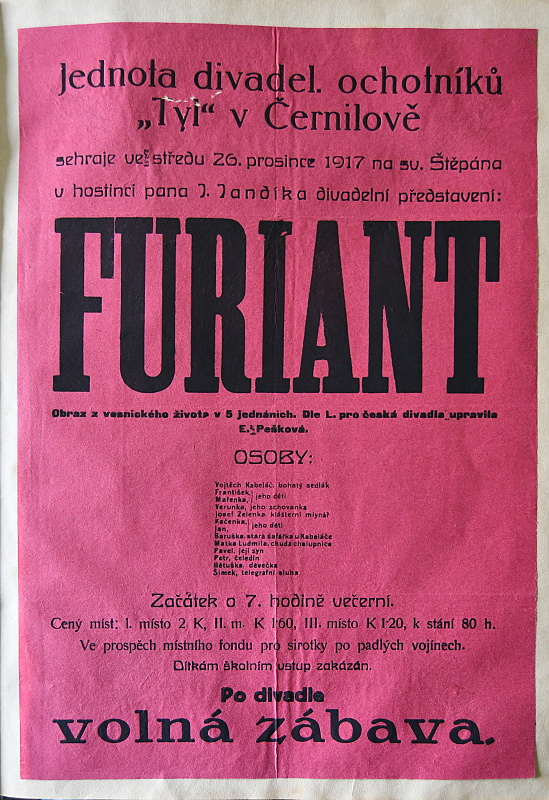 Jednota divadel. ochotníků
„Tyl“ v Černilově
sehraje ve středu 26. prosince 1917 na sv. Štěpána
v hostinci pana J. Jandíka divadelní představení:
FURIANT
Obraz z vesnického života v 5 jednáních. Dle L. pro česká divadla upravila
E. Pešková.
OSOBY:
Vojtěch Kabeláč, bohatý sedlák
František,
Mařenka, jeho děti
Verunka, jeho schovanka
Josef Zelenka, klášterní mlynář
Kačenka,
Jan, jeho děti
Baruška, stará šafářka u Kabeláče
Matka Ludmila, chudá chalupnice
Pavel, její syn
Petr, čeledín
Bětuška, děvečka
Šimek, telegrafní sluha
Začátek o 7. hodině večerní.
Ceny míst: I. místo 2 K, II. m. K 1·60, III. místo K 1·20, k stání 80 h.
Ve prospěch místního fondu pro sirotky po padlých vojínech.
Dítkám školním vstup zakázán.
Po divadle
volná zábava.